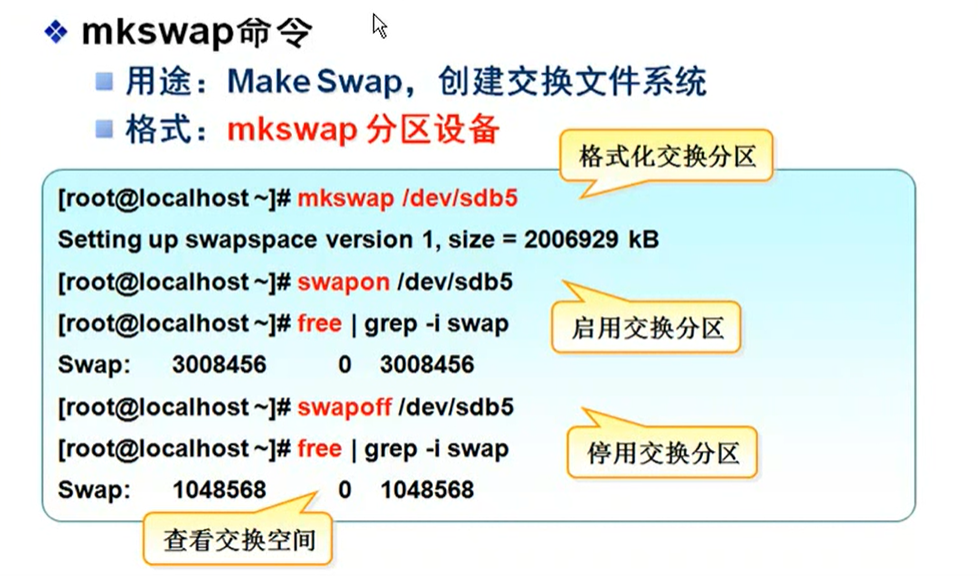 mkswap命令
用途：Make Swap，创建交换文件系统
格式：mkswap 分区设备
格式化交换分区
[root@localhost ~]# mkswap /dev/sdb5
Setting up swapspace version 1, size = 2006929 kB
[root@localhost ~]# swapon /dev/sdb5
启用交换分区
[root@localhost ~]# free | grep -i swap
Swap: 3008456 0 3008456
[root@localhost ~]# swapoff /dev/sdb5
停用交换分区
[root@localhost ~]# free | grep -i swap
Swap: 1048568 0 1048568
查看交换空间